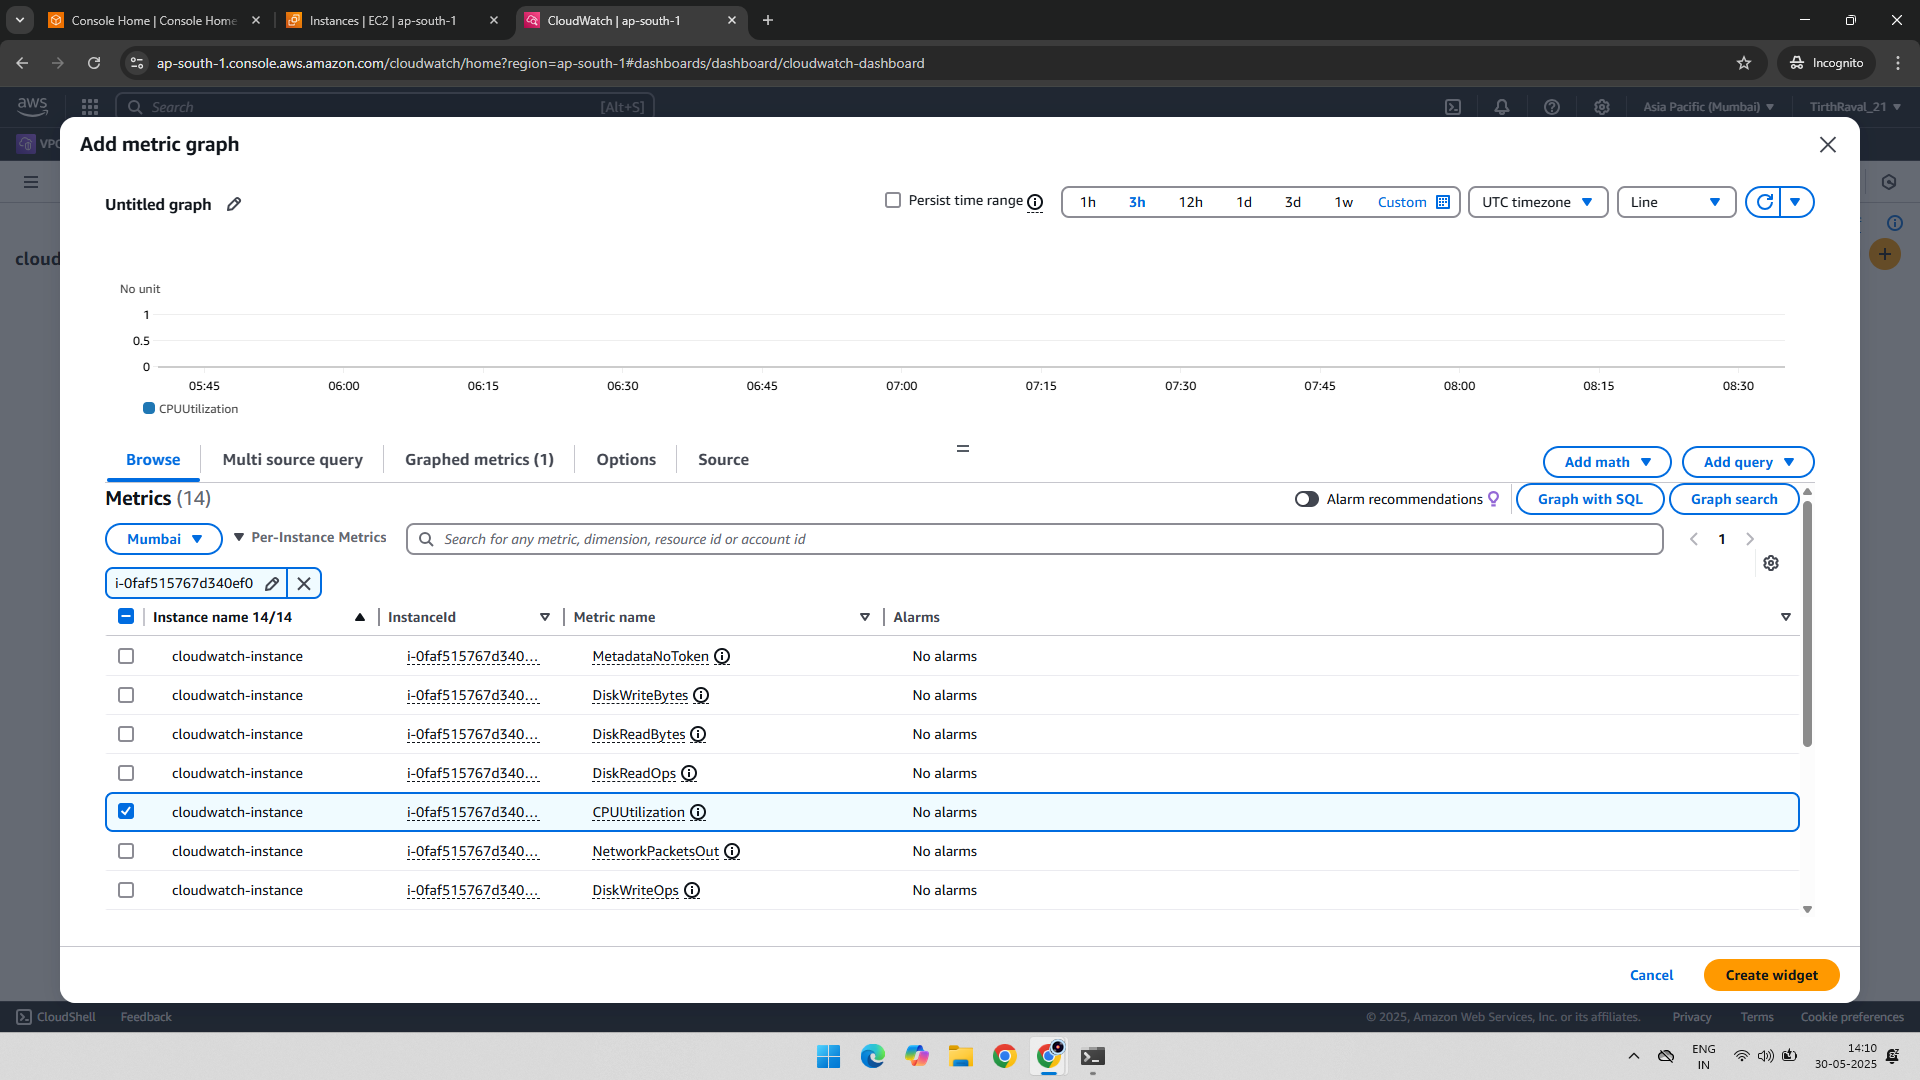 Console Home | Console Home
Instances | EC2 | ap-south-1
CloudWatch | ap-south-1
ap-south-1.console.aws.amazon.com/cloudwatch/home?region=ap-south-1#dashboards/dashboard/cloudwatch-dashboard
Incognito
aws
Search
[Alt+S]
Asia Pacific (Mumbai)
TirthRaval_21
VPC
Add metric graph
cloud
Untitled graph
Persist time range
1h 3h 12h 1d 3d 1w Custom
UTC timezone
Line
No unit
1
0.5
0
05:45 06:00 06:15 06:30 06:45 07:00 07:15 07:30 07:45 08:00 08:15 08:30
CPUUtilization
Browse Multi source query Graphed metrics (1) Options Source
Add math
Add query
Metrics (14)
Alarm recommendations
Graph with SQL
Graph search
Mumbai
Per-Instance Metrics
Search for any metric, dimension, resource id or account id
1
i-0faf515767d340ef0
Instance name 14/14 InstanceId Metric name Alarms
cloudwatch-instance i-0faf515767d340... MetadataNoToken No alarms
cloudwatch-instance i-0faf515767d340... DiskWriteBytes No alarms
cloudwatch-instance i-0faf515767d340... DiskReadBytes No alarms
cloudwatch-instance i-0faf515767d340... DiskReadOps No alarms
cloudwatch-instance i-0faf515767d340... CPUUtilization No alarms
cloudwatch-instance i-0faf515767d340... NetworkPacketsOut No alarms
cloudwatch-instance i-0faf515767d340... DiskWriteOps No alarms
Cancel
Create widget
CloudShell Feedback
© 2025, Amazon Web Services, Inc. or its affiliates.
Privacy Terms Cookie preferences
ENG
IN
14:10
30-05-2025